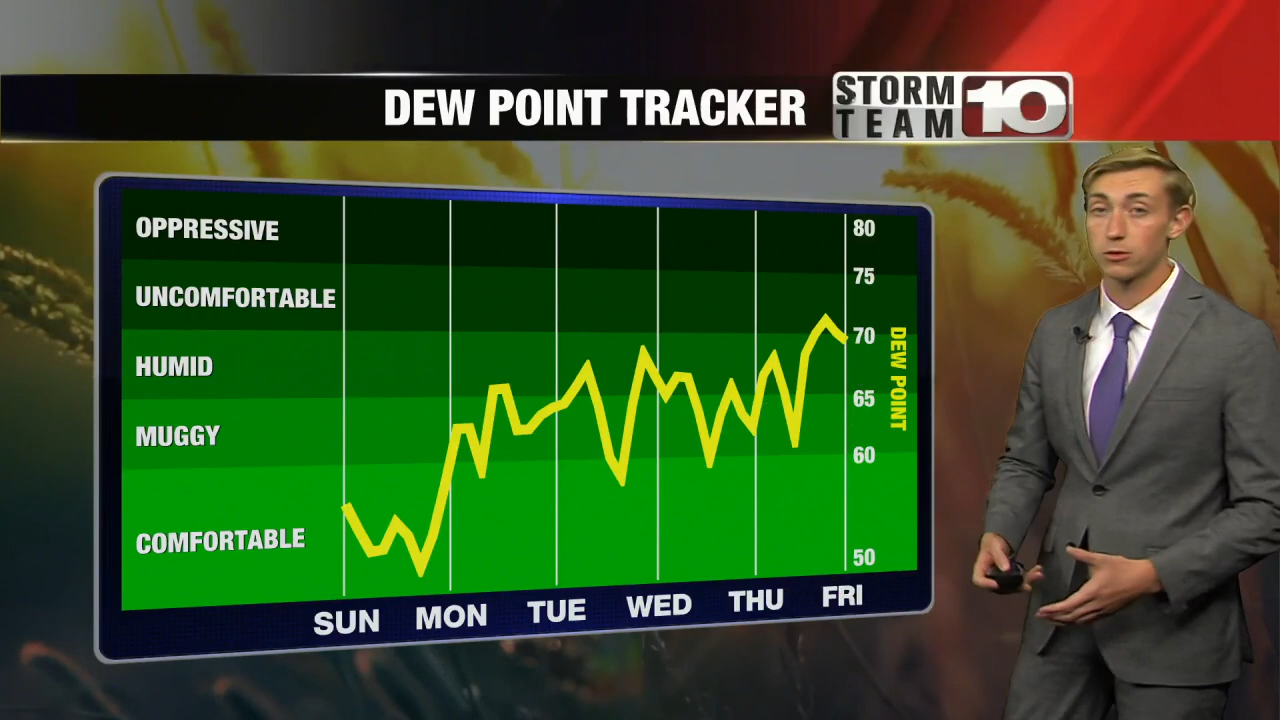 DEW POINT TRACKER
STORM
TEAM
10
OPPRESSIVE
UNCOMFORTABLE
HUMID
MUGGY
COMFORTABLE
80
75
70
65
60
50
DEW POINT
SUN MON TUE WED THU FRI